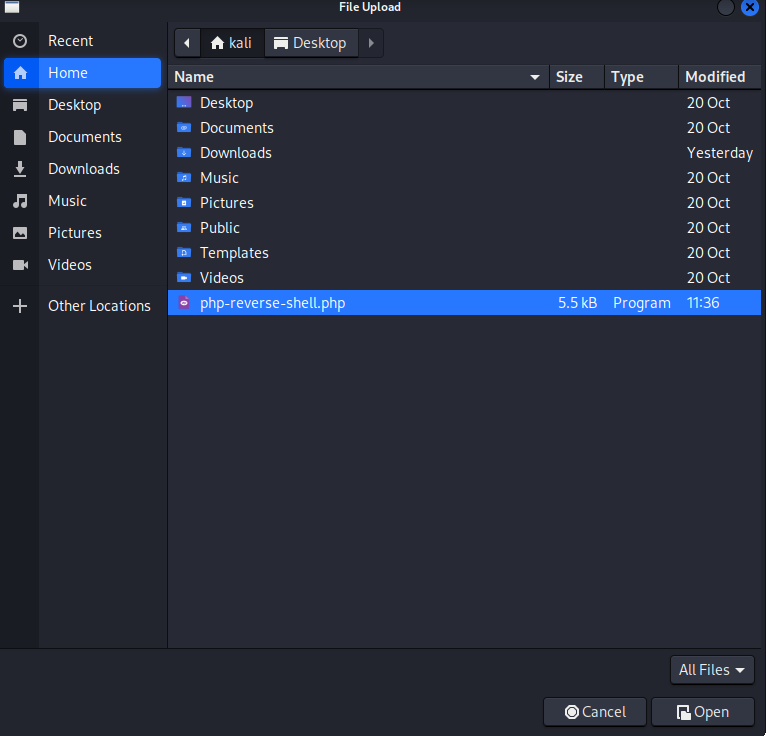 File Upload
Recent
Home
Desktop
Documents
Downloads
Music
Pictures
Videos
Other Locations
kali Desktop
Name Size Type Modified
Desktop 20 Oct
Documents 20 Oct
Downloads Yesterday
Music 20 Oct
Pictures 20 Oct
Public 20 Oct
Templates 20 Oct
Videos 20 Oct
php-reverse-shell.php 5.5 kB Program 11:36
All Files
Cancel Open